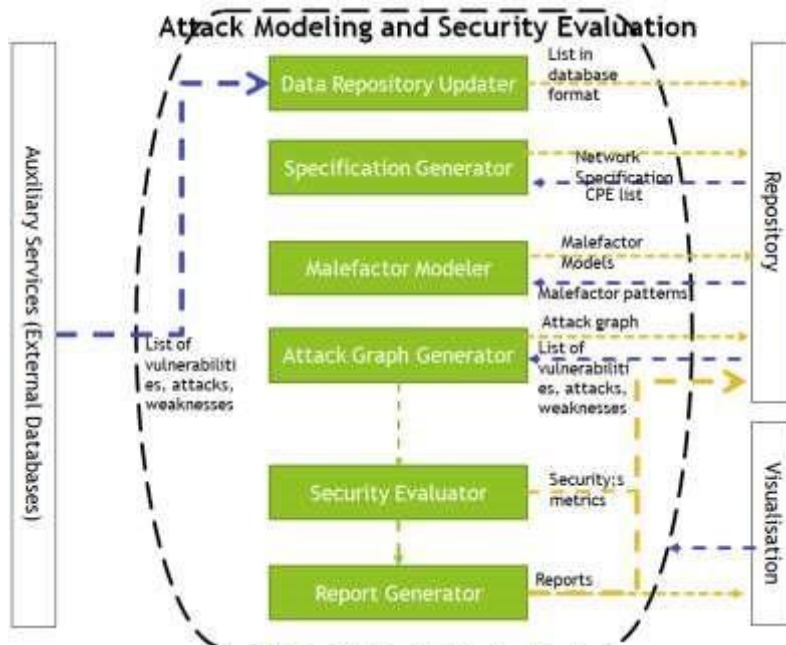 Attack Modeling and Security Evaluation
Auxiliary Services (External Databases)
Data Repository Updater
List in
database
format
Specification Generator
Network
Specification
CPE list
Malefactor Modeler
Malefactor
Models
Malefactor patterns
Repository
Attack Graph Generator
Attack graph
List of
vulnerabiliti
es, attacks,
weaknesses
List of
vulnerabiliti
es, attacks,
weaknesses
Security Evaluator
Security;s
metrics
Report Generator
Reports
Visualisation